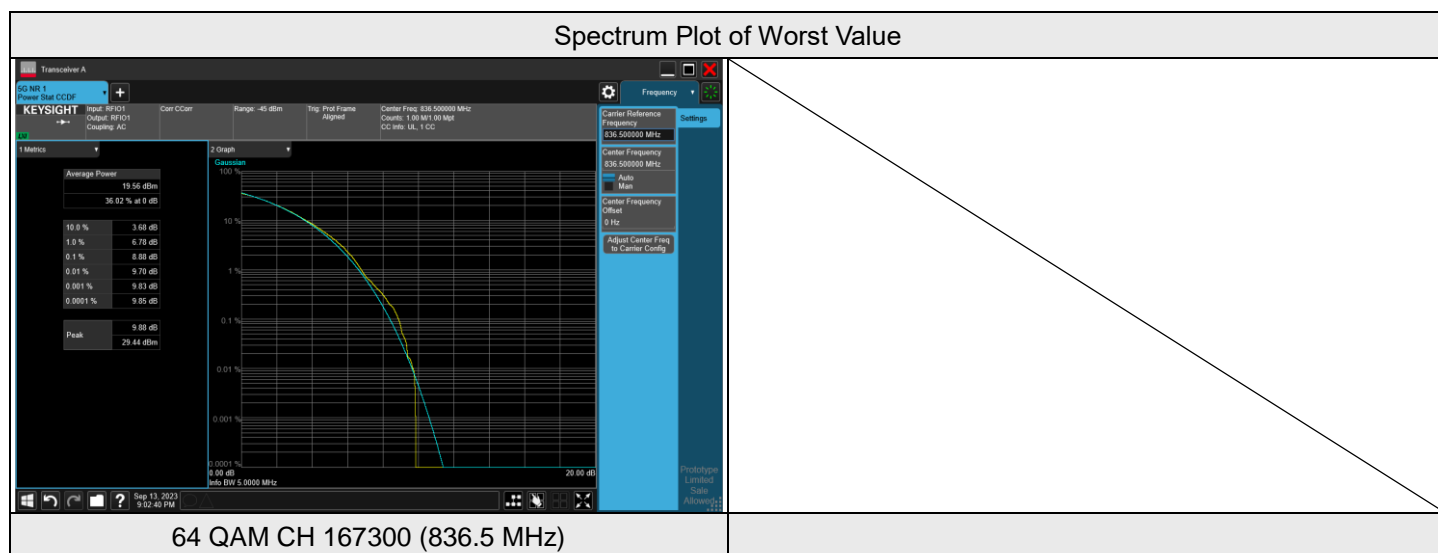 Spectrum Plot of Worst Value
Transceiver A
5G NR 1
Power Stat CCDF
Frequency
KEYSIGHT
Input: RFIO1
Output: RFIO1
Coupling: AC
Corr CCorr
Range: -45 dBm
Trig: Prot Frame
Aligned
Center Freq: 836.500000 MHz
Counts: 1.00 M/1.00 Mpt
CC Info: UL, 1 CC
Carrier Reference
Frequency
836.500000 MHz
Settings
Center Frequency
836.500000 MHz
Auto
Man
Center Frequency
Offset
0 Hz
Adjust Center Freq
to Carrier Config
1 Metrics
Average Power
19.56 dBm
36.02 % at 0 dB
10.0 % 3.68 dB
1.0 % 6.78 dB
0.1 % 8.88 dB
0.01 % 9.70 dB
0.001 % 9.83 dB
0.0001 % 9.85 dB
Peak
9.88 dB
29.44 dBm
2 Graph
Gaussian
100 %
10 %
1 %
0.1 %
0.01 %
0.001 %
0.0001 %
0.00 dB 20.00 dB
Info BW 5.0000 MHz
Prototype
Limited
Sale
Allowed
Sep 13, 2023
9:02:40 PM
64 QAM CH 167300 (836.5 MHz)